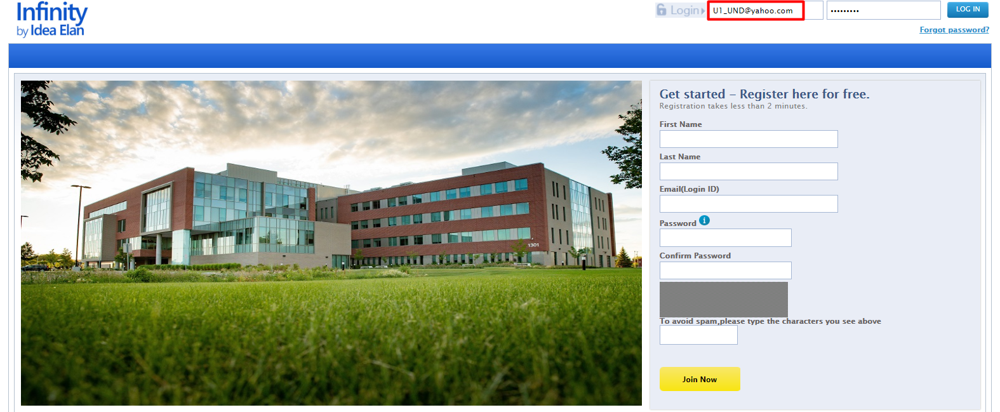 Infinity
by Idea Elan
Login
U1_UND@yahoo.com
•••••••••
LOG IN
Forgot password?
Get started - Register here for free.
Registration takes less than 2 minutes.
First Name
Last Name
Email(Login ID)
Password
Confirm Password
To avoid spam,please type the characters you see above
Join Now
1301